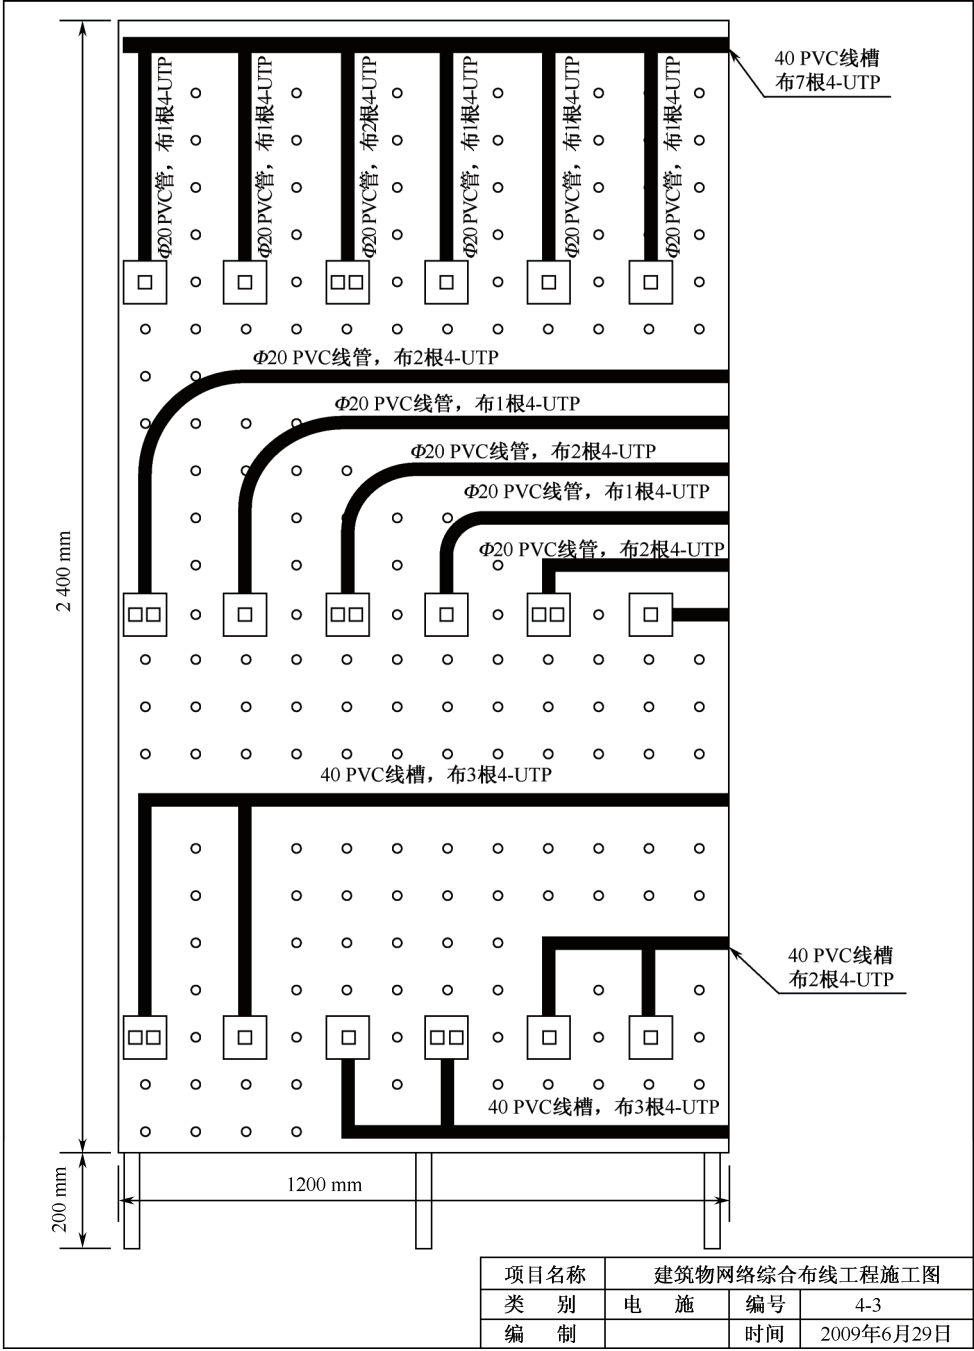 40 PVC线槽
布7根4-UTP
Φ20 PVC管，布1根4-UTP
Φ20 PVC管，布1根4-UTP
Φ20 PVC管，布2根4-UTP
Φ20 PVC管，布1根4-UTP
Φ20 PVC管，布1根4-UTP
Φ20 PVC管，布1根4-UTP
Φ20 PVC线管，布2根4-UTP
Φ20 PVC线管，布1根4-UTP
Φ20 PVC线管，布2根4-UTP
Φ20 PVC线管，布1根4-UTP
Φ20 PVC线管，布2根4-UTP
2 400 mm
40 PVC线槽，布3根4-UTP
40 PVC线槽
布2根4-UTP
40 PVC线槽，布3根4-UTP
200 mm
1200 mm
项目名称 建筑物网络综合布线工程施工图
类 别 电 施 编号 4-3
编 制 时间 2009年6月29日